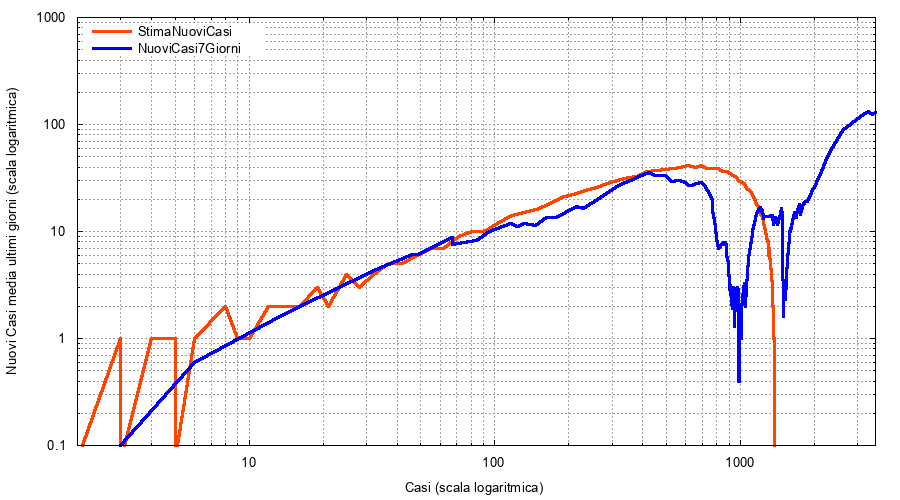 1000
StimaNuoviCasi
NuoviCasi7Giorni
100
10
1
0.1
Nuovi Casi media ultimi giorni (scala logaritmica)
10
100
1000
Casi (scala logaritmica)